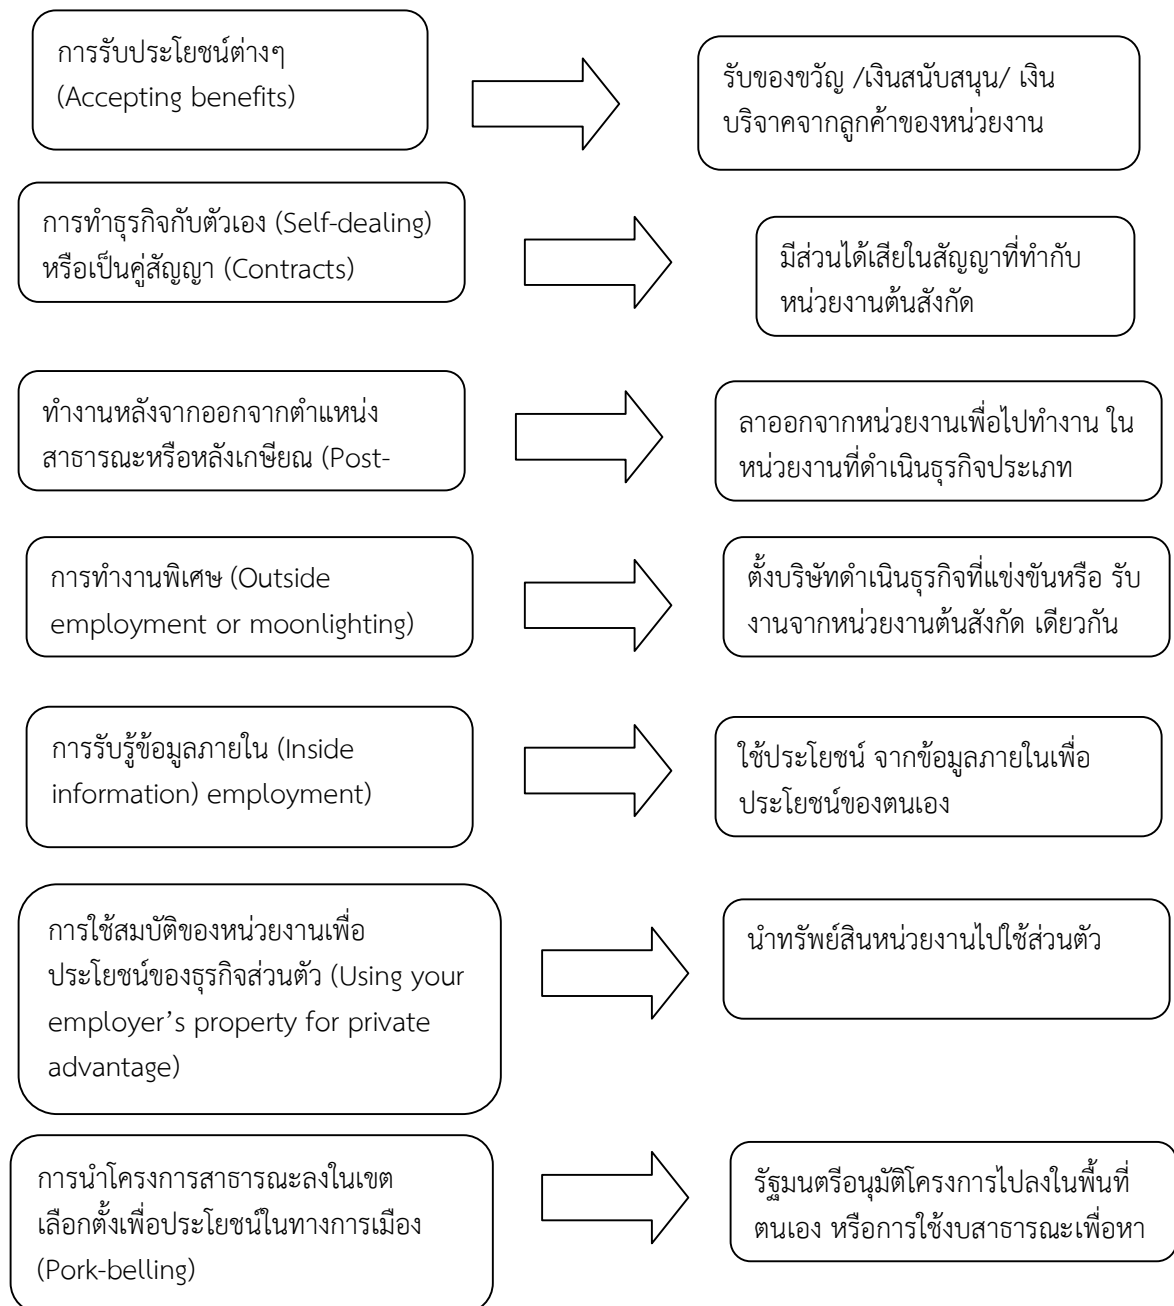 การรับประโยชน์ต่างๆ
(Accepting benefits)
รับของขวัญ /เงินสนับสนุน/ เงิน
บริจาคจากลูกค้าของหน่วยงาน
การทำธุรกิจกับตัวเอง (Self-dealing)
หรือเป็นคู่สัญญา (Contracts)
มีส่วนได้เสียในสัญญาที่ทำกับ
หน่วยงานต้นสังกัด
ทำงานหลังจากออกจากตำแหน่ง
สาธารณะหรือหลังเกษียณ (Post-
ลาออกจากหน่วยงานเพื่อไปทำงาน ใน
หน่วยงานที่ดำเนินธุรกิจประเภท
การทำงานพิเศษ (Outside
employment or moonlighting)
ตั้งบริษัทดำเนินธุรกิจที่แข่งขันหรือ รับ
งานจากหน่วยงานต้นสังกัด เดียวกัน
การรับรู้ข้อมูลภายใน (Inside
information) employment)
ใช้ประโยชน์ จากข้อมูลภายในเพื่อ
ประโยชน์ของตนเอง
การใช้สมบัติของหน่วยงานเพื่อ
ประโยชน์ของธุรกิจส่วนตัว (Using your
employer’s property for private
advantage)
นำทรัพย์สินหน่วยงานไปใช้ส่วนตัว
การนำโครงการสาธารณะลงในเขต
เลือกตั้งเพื่อประโยชน์ในทางการเมือง
(Pork-belling)
รัฐมนตรีอนุมัติโครงการไปลงในพื้นที่
ตนเอง หรือการใช้งบสาธารณะเพื่อหา